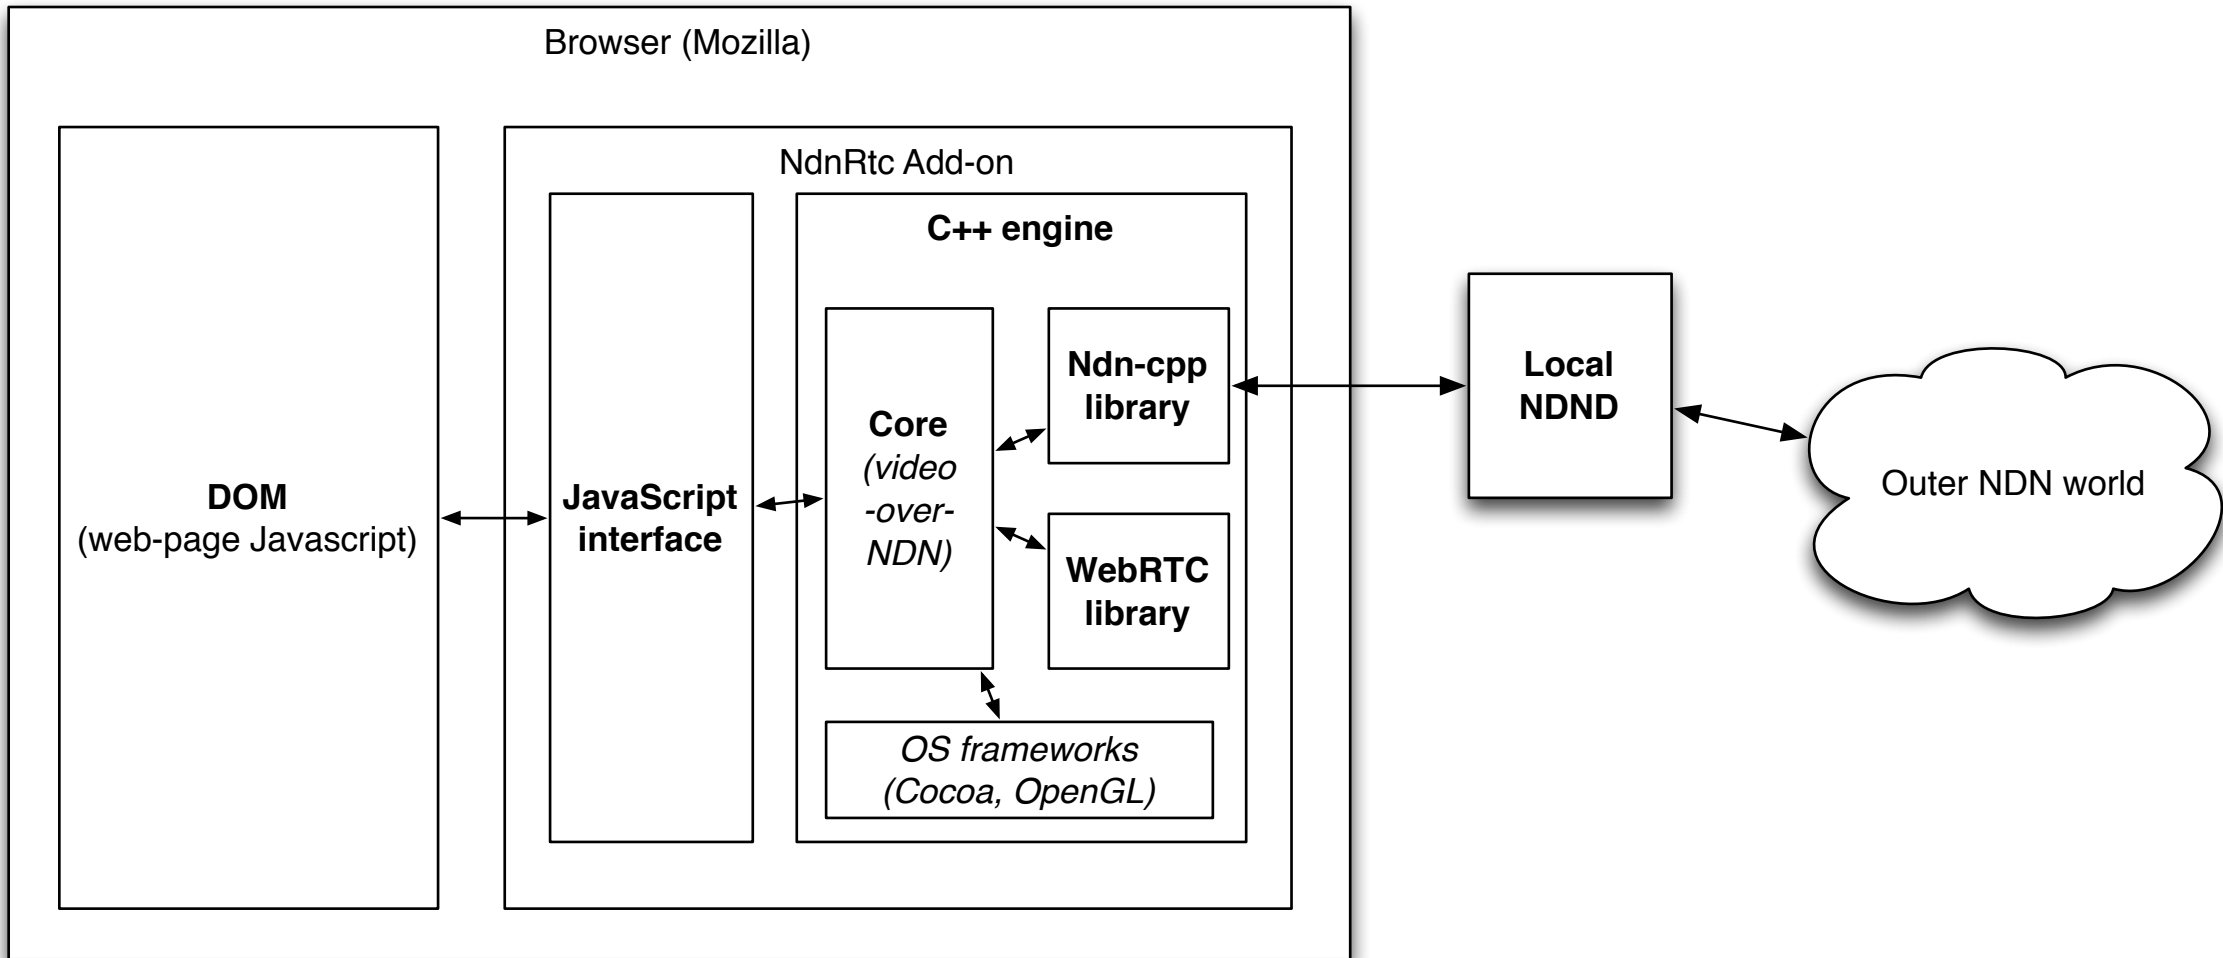 Browser (Mozilla)
NdnRtc Add-on
C++ engine
DOM
(web-page Javascript)
JavaScript
interface
Core
(video
-over-
NDN)
Ndn-cpp
library
WebRTC
library
OS frameworks
(Cocoa, OpenGL)
Local
NDND
Outer NDN world